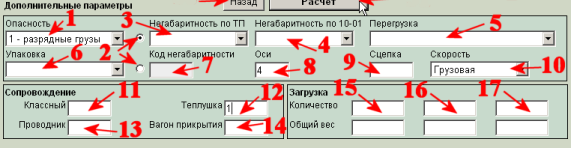 Дополнительные параметры Назад Расчет
Опасность 1 3 Негабаритность по ТП Негабаритность по 10-01 Перегрузка 5
1 - разрядные грузы 2 4
Упаковка 6 Код негабаритности 7 Оси 8 9 Сцепка Скорость 10
4 Грузовая
Сопровождение 11 12 Загрузка 15 16 17
Классный Теплушка 1 Количество
Проводник 13 Вагон прикрытия 14 Общий вес